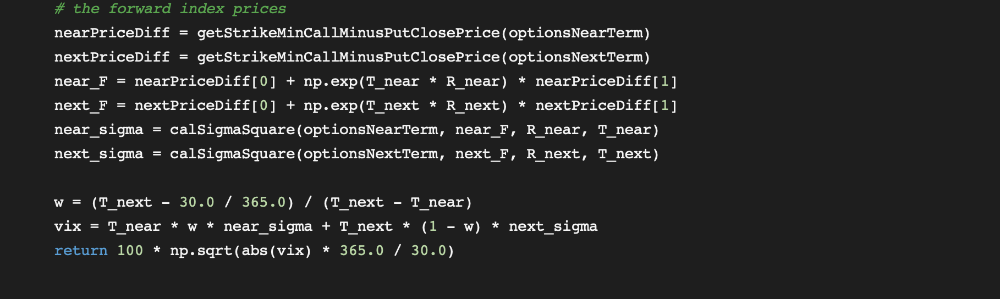 # the forward index prices
nearPriceDiff = getStrikeMinCallMinusPutClosePrice(optionsNearTerm)
nextPriceDiff = getStrikeMinCallMinusPutClosePrice(optionsNextTerm)
near_F = nearPriceDiff[0] + np.exp(T_near * R_near) * nearPriceDiff[1]
next_F = nextPriceDiff[0] + np.exp(T_next * R_next) * nextPriceDiff[1]
near_sigma = calSigmaSquare(optionsNearTerm, near_F, R_near, T_near)
next_sigma = calSigmaSquare(optionsNextTerm, next_F, R_next, T_next)
w = (T_next - 30.0 / 365.0) / (T_next - T_near)
vix = T_near * w * near_sigma + T_next * (1 - w) * next_sigma
return 100 * np.sqrt(abs(vix) * 365.0 / 30.0)